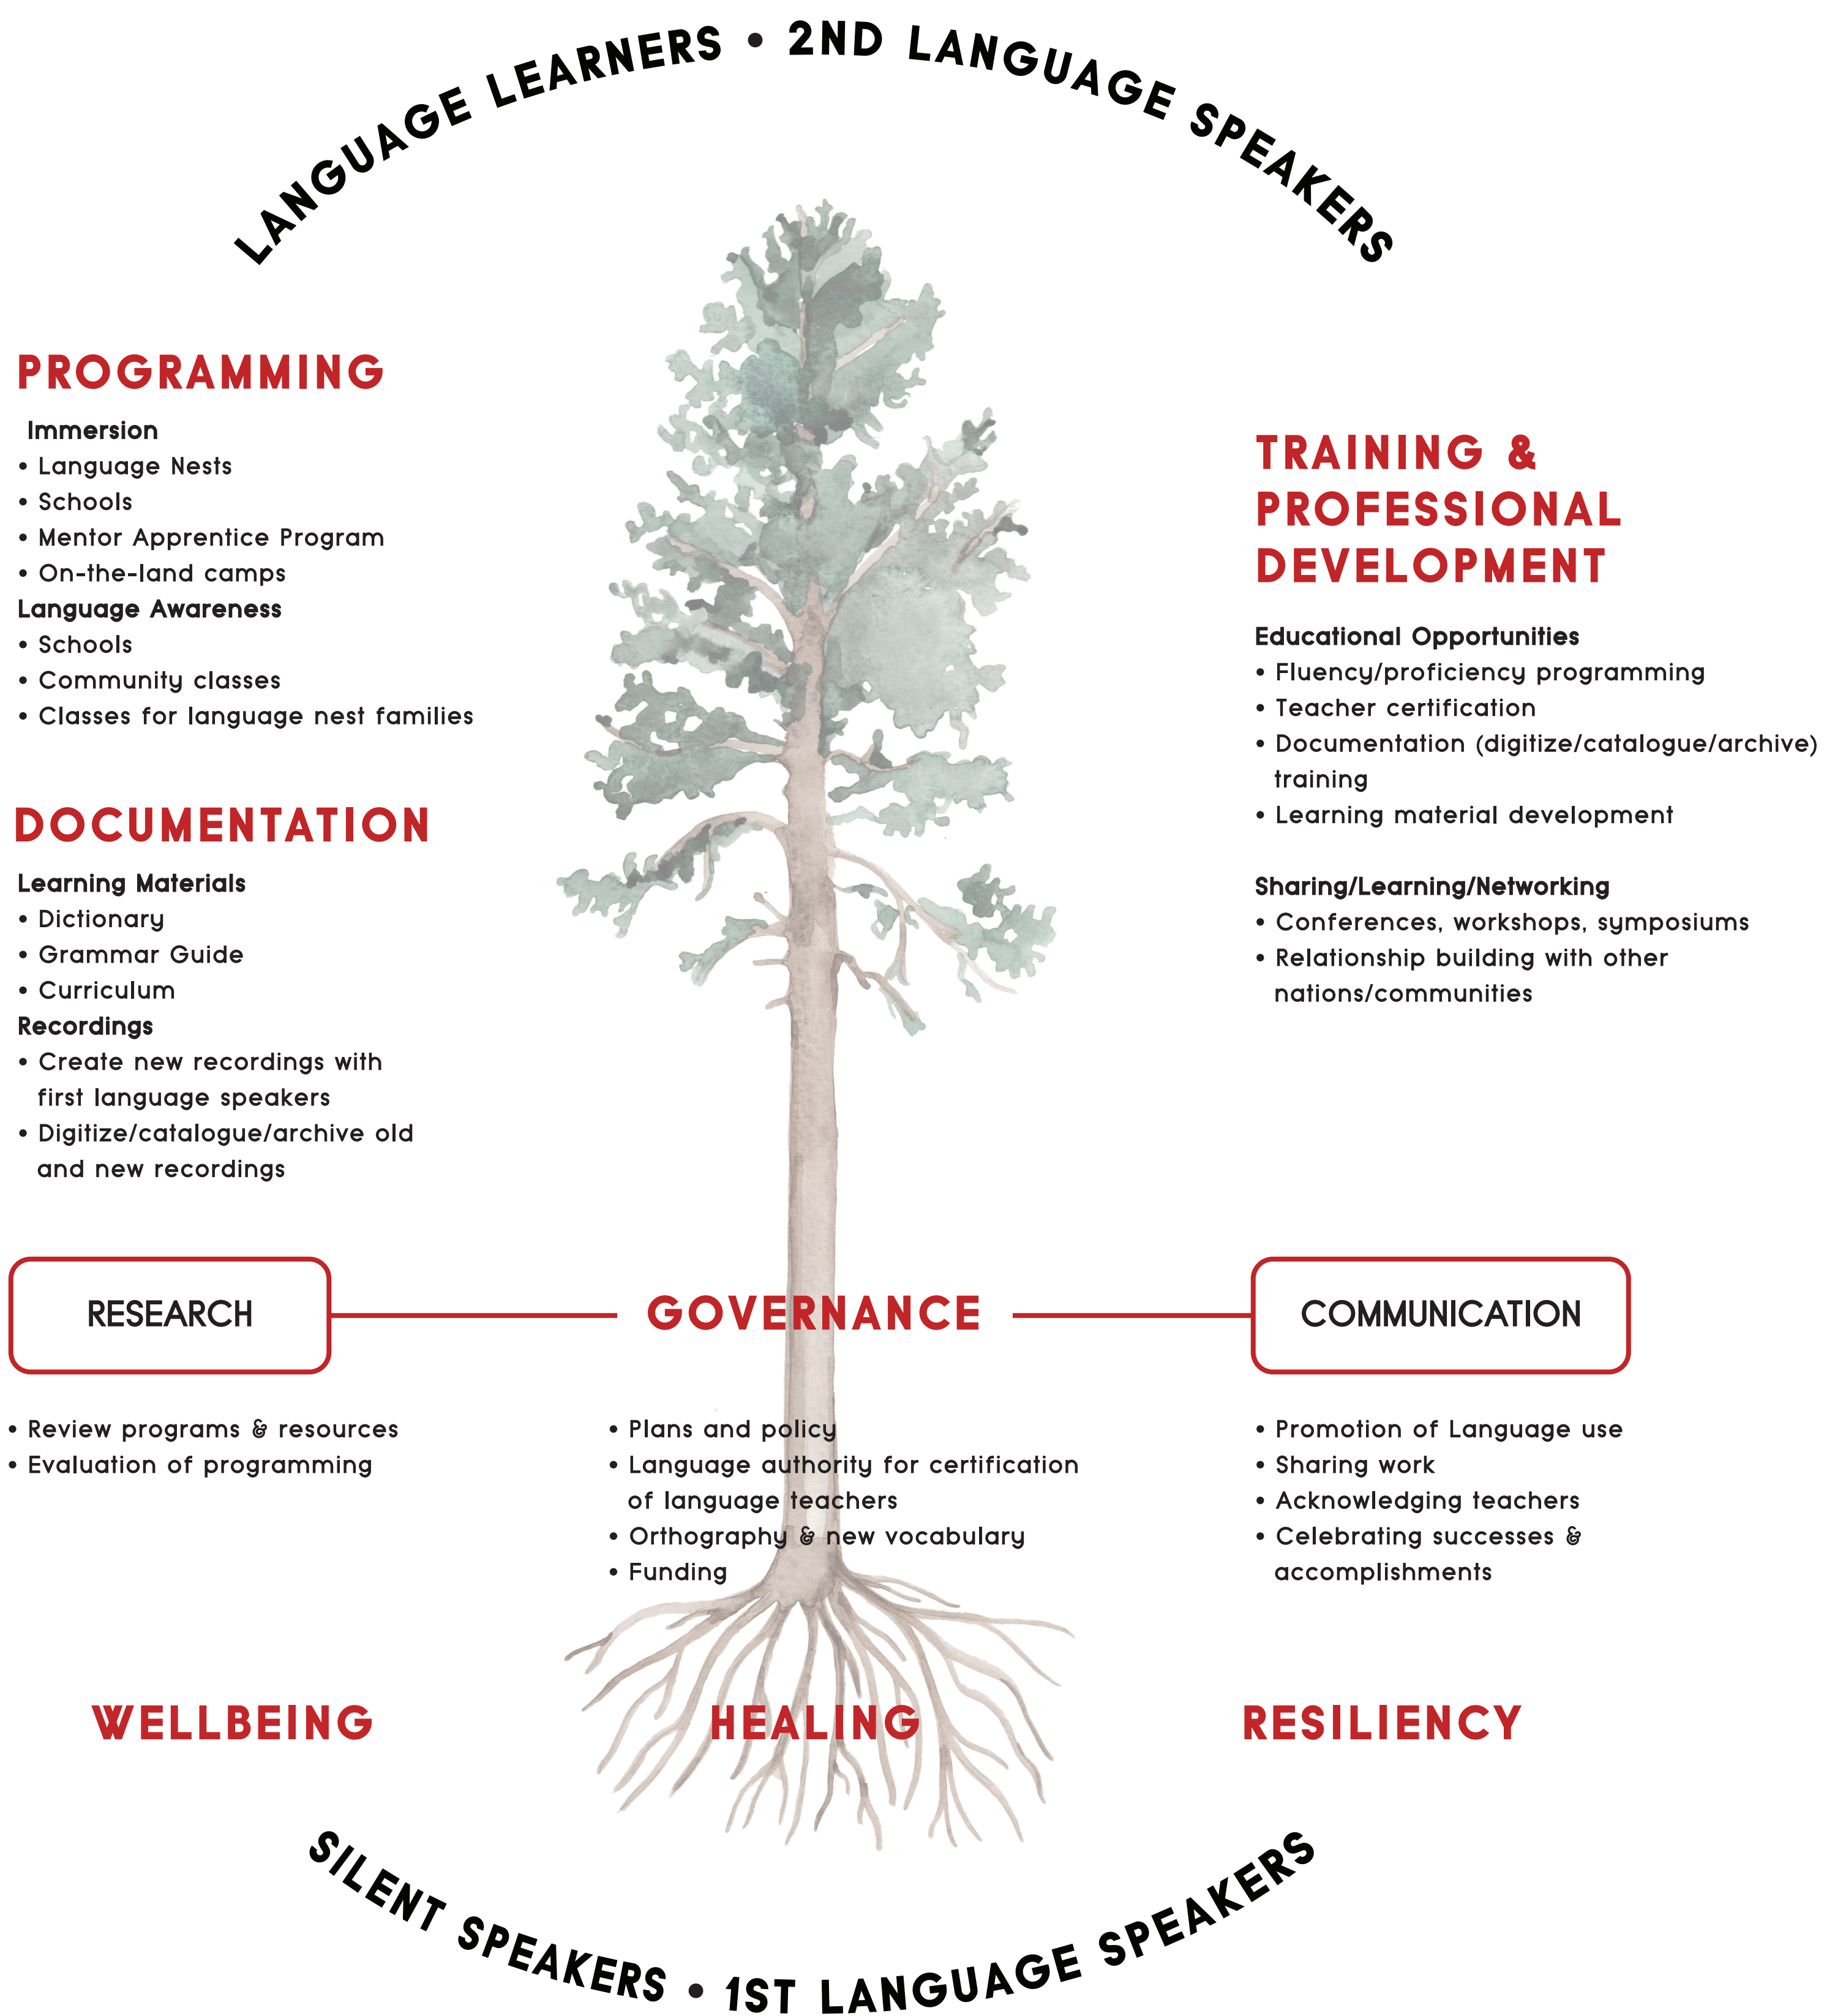 LANGUAGE LEARNERS • 2ND LANGUAGE SPEAKERS
PROGRAMMING
Immersion
• Language Nests
• Schools
• Mentor Apprentice Program
• On-the-land camps
Language Awareness
• Schools
• Community classes
• Classes for language nest families
DOCUMENTATION
Learning Materials
• Dictionary
• Grammar Guide
• Curriculum
Recordings
• Create new recordings with
first language speakers
• Digitize/catalogue/archive old
and new recordings
TRAINING &
PROFESSIONAL
DEVELOPMENT
Educational Opportunities
• Fluency/proficiency programming
• Teacher certification
• Documentation (digitize/catalogue/archive)
training
• Learning material development
Sharing/Learning/Networking
• Conferences, workshops, symposiums
• Relationship building with other
nations/communities
RESEARCH
• Review programs & resources
• Evaluation of programming
GOVERNANCE
• Plans and policy
• Language authority for certification
of language teachers
• Orthography & new vocabulary
• Funding
COMMUNICATION
• Promotion of Language use
• Sharing work
• Acknowledging teachers
• Celebrating successes &
accomplishments
WELLBEING
HEALING
RESILIENCY
SILENT SPEAKERS • 1ST LANGUAGE SPEAKERS